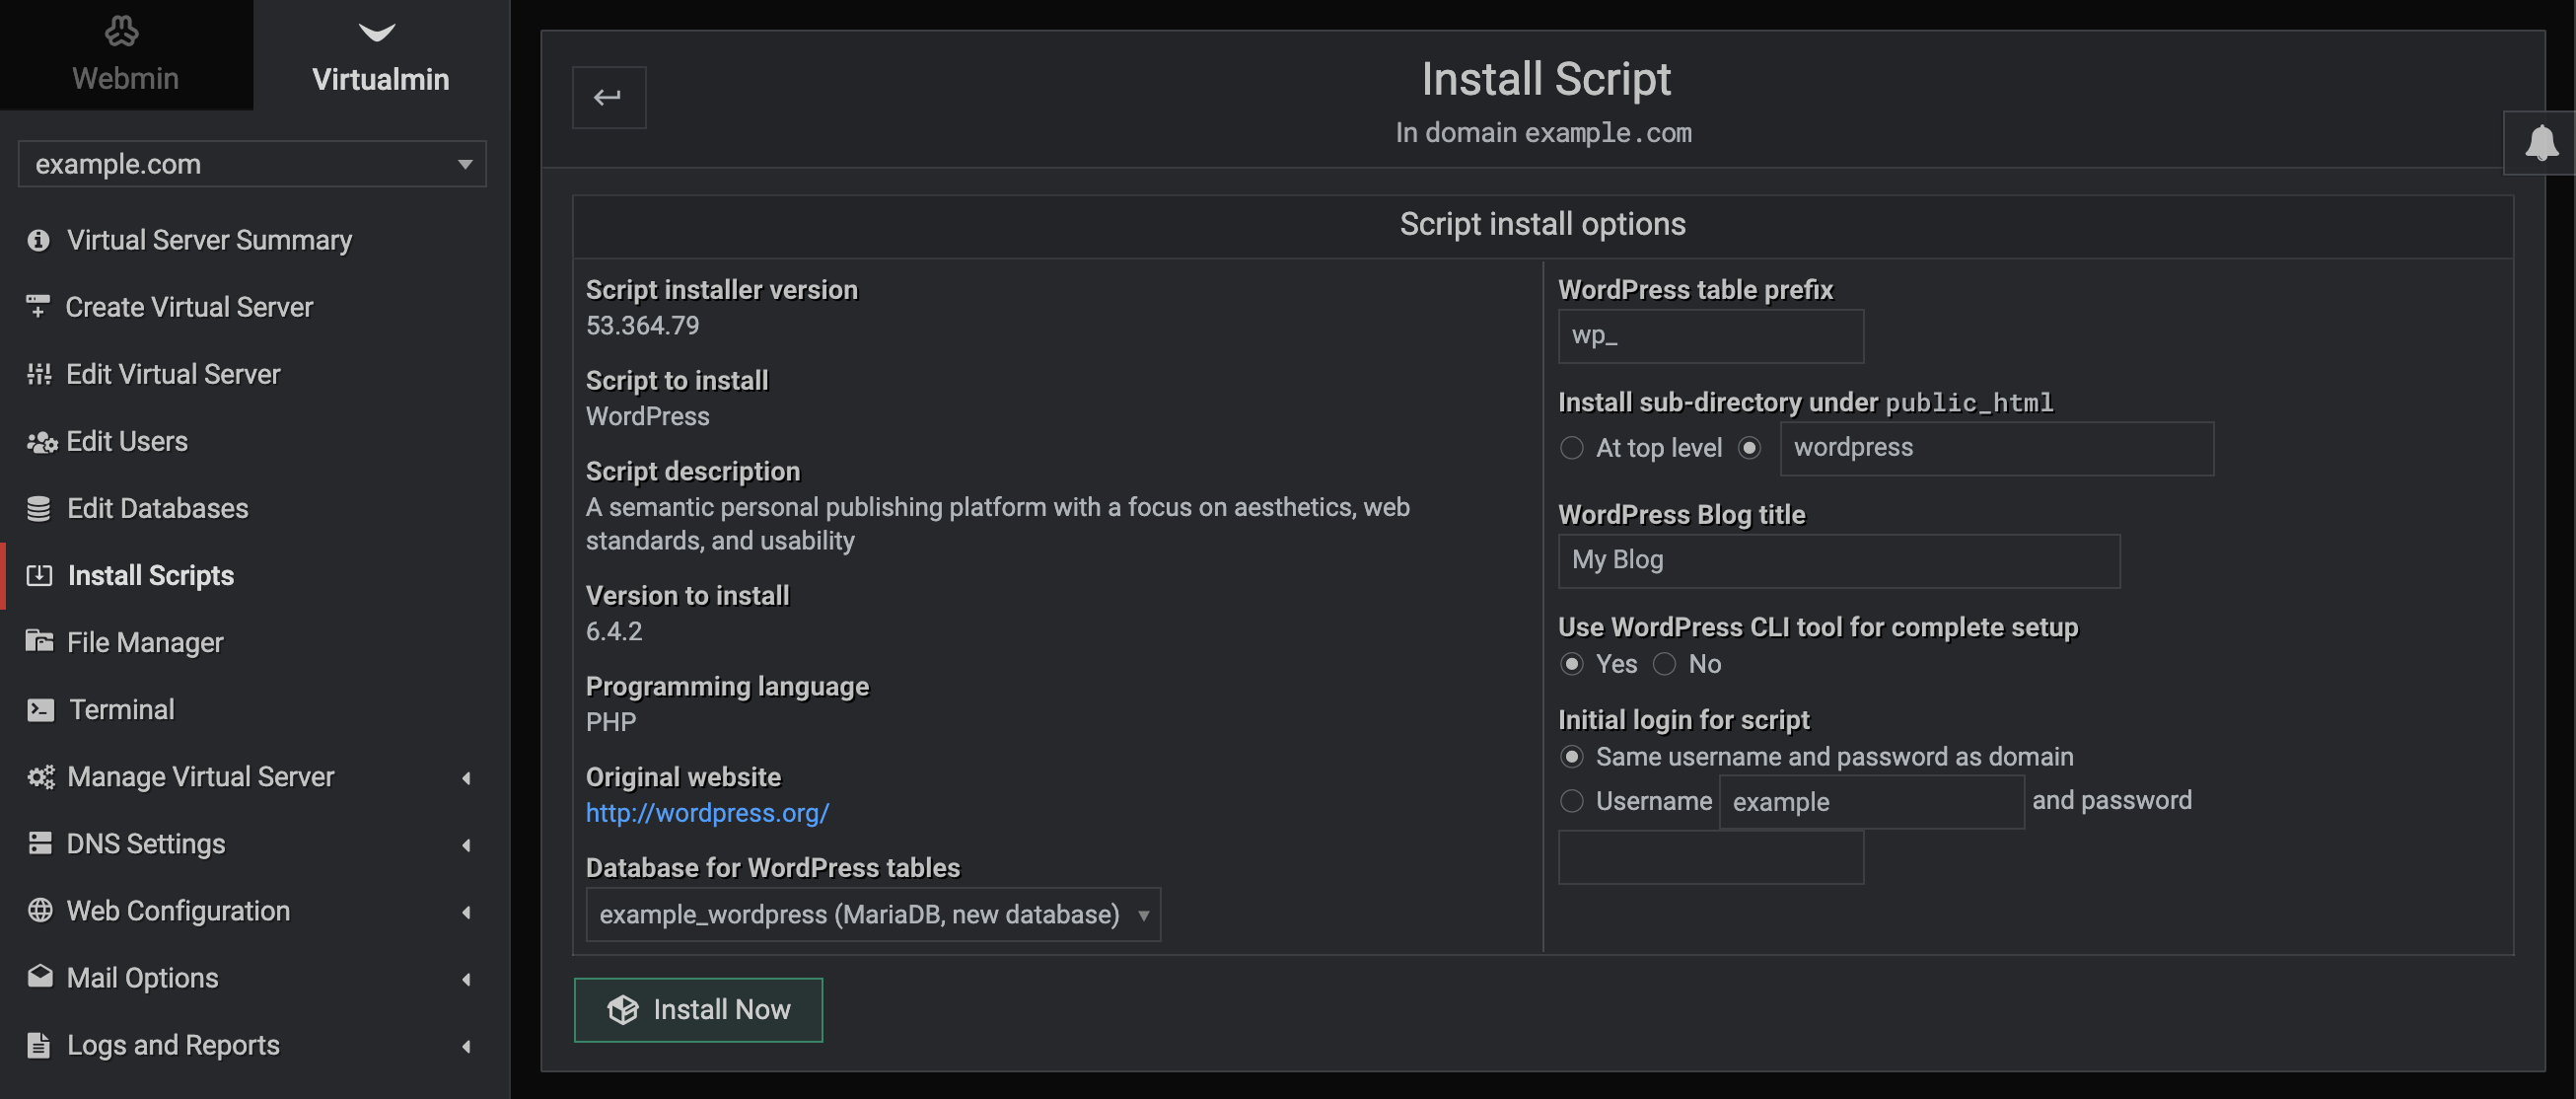 Webmin
Virtualmin
example.com
Virtual Server Summary
Create Virtual Server
Edit Virtual Server
Edit Users
Edit Databases
Install Scripts
File Manager
Terminal
Manage Virtual Server
DNS Settings
Web Configuration
Mail Options
Logs and Reports
Install Script
In domain example.com
Script install options
Script installer version
53.364.79
Script to install
WordPress
Script description
A semantic personal publishing platform with a focus on aesthetics, web
standards, and usability
Version to install
6.4.2
Programming language
PHP
Original website
http://wordpress.org/
Database for WordPress tables
example_wordpress (MariaDB, new database)
WordPress table prefix
wp_
Install sub-directory under public_html
At top level wordpress
WordPress Blog title
My Blog
Use WordPress CLI tool for complete setup
Yes No
Initial login for script
Same username and password as domain
Username example and password
Install Now